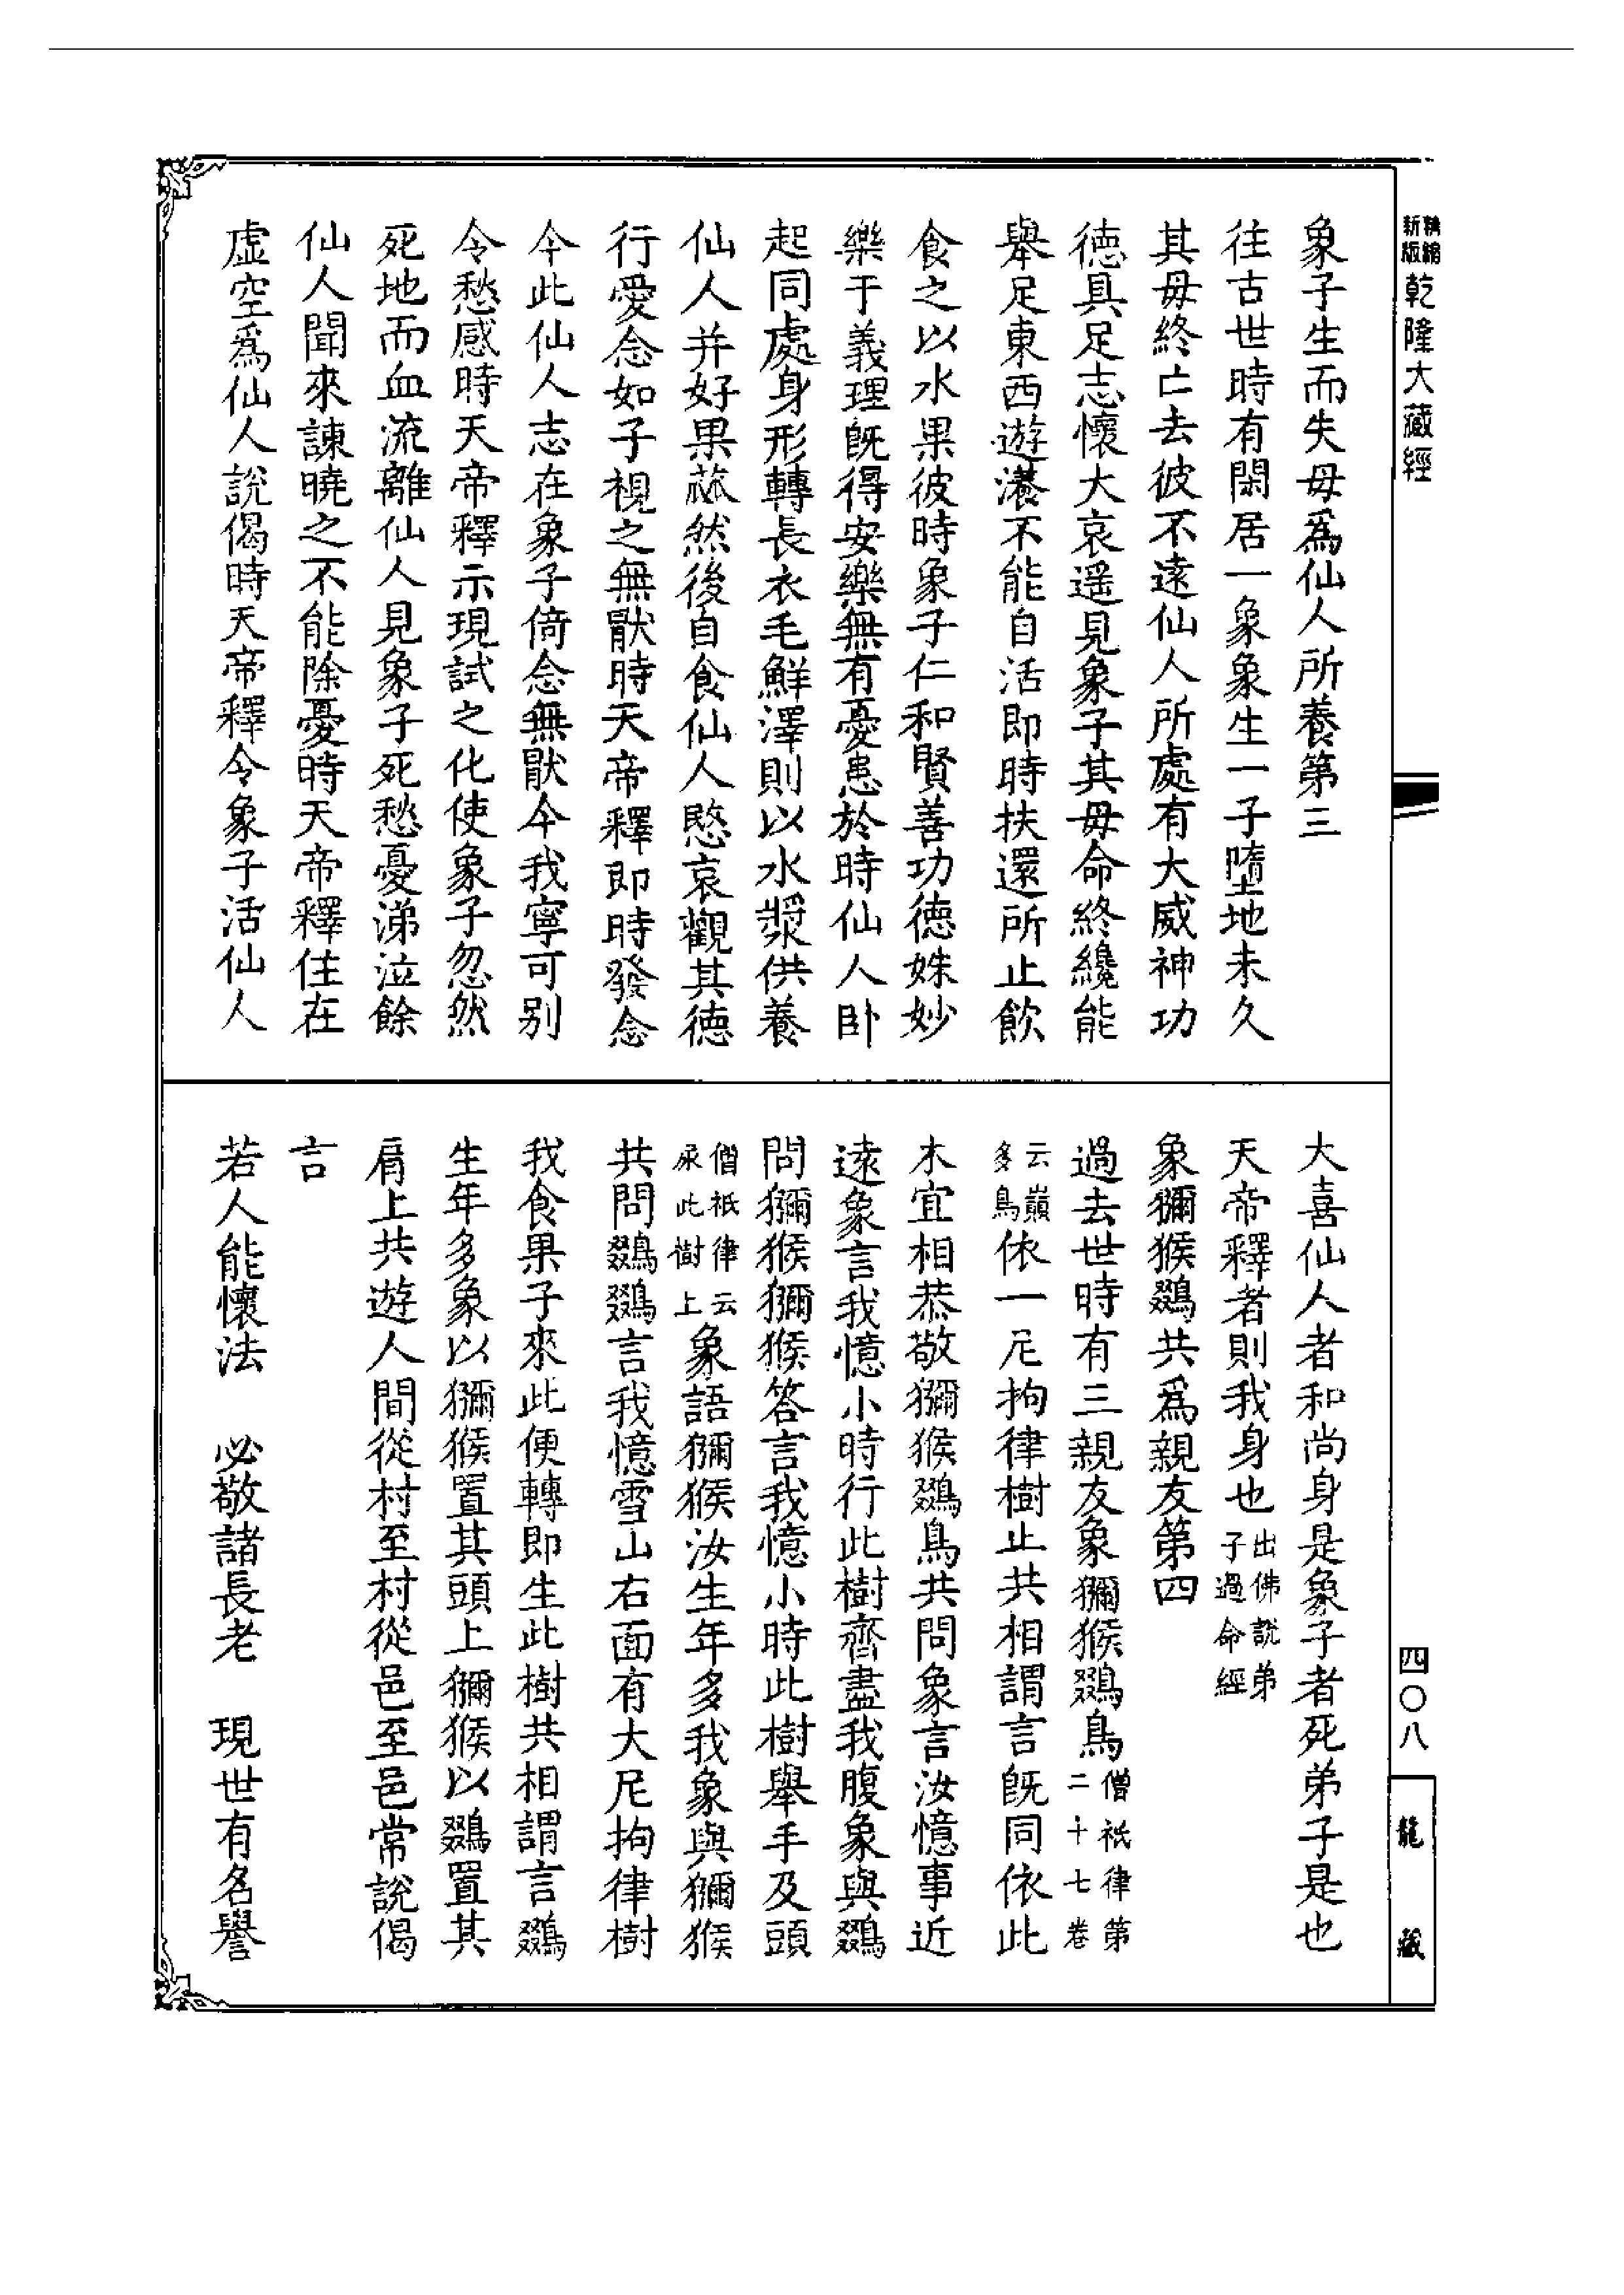 新版精縮乾隆大藏經
象子生而失母為仙人所養第三
往古世時有閑居一象象生一子墮地未久
其母終亡去彼不遠仙人所處有大威神功
德具足志懷大哀遥見象子其母命終纔能
舉足東西遊㵎不能自活即時扶還所止飲
食之以水果彼時象子仁和賢善功德姝妙
樂于義理既得安樂無有憂患於時仙人卧
起同處身形轉長衣毛鮮澤則以水漿供養
仙人并好果蓏然後自食仙人愍哀觀其德
行愛念如子視之無猒時天帝釋即時發念
今此仙人志在象子倚念無猒今我寧可别
令愁感時天帝釋示現試之化使象子忽然
死地而血流離仙人見象子死愁憂涕泣餘
仙人聞來諫曉之不能除憂時天帝釋住在
虛空為仙人說偈時天帝釋令象子活仙人
大喜仙人者和尚身是象子者死弟子是也
天帝釋者則我身也出佛說弟子過命經
象獼猴鵽共為親友第四
過去世時有三親友象獼猴鵽鳥僧祇律第二十七卷
云巔多鳥依一尼拘律樹止共相謂言既同依此
木宜相恭敬獼猴鵽鳥共問象言汝憶事近
遠象言我憶小時行此樹齊盡我腹象與鵽
問獼猴獼猴答言我憶小時此樹舉手及頭
僧祇律云尿此樹上象語獼猴汝生年多我象與獼猴
共問鵽鵽言我憶雪山右面有大尼拘律樹
我食果子來此便轉即生此樹共相謂言鵽
生年多象以獼猴置其頭上獼猴以鵽置其
肩上共遊人間從村至村從邑至邑常說偈
言
若人能懷法　必敬諸長老　現世有名譽
四〇八
龍藏